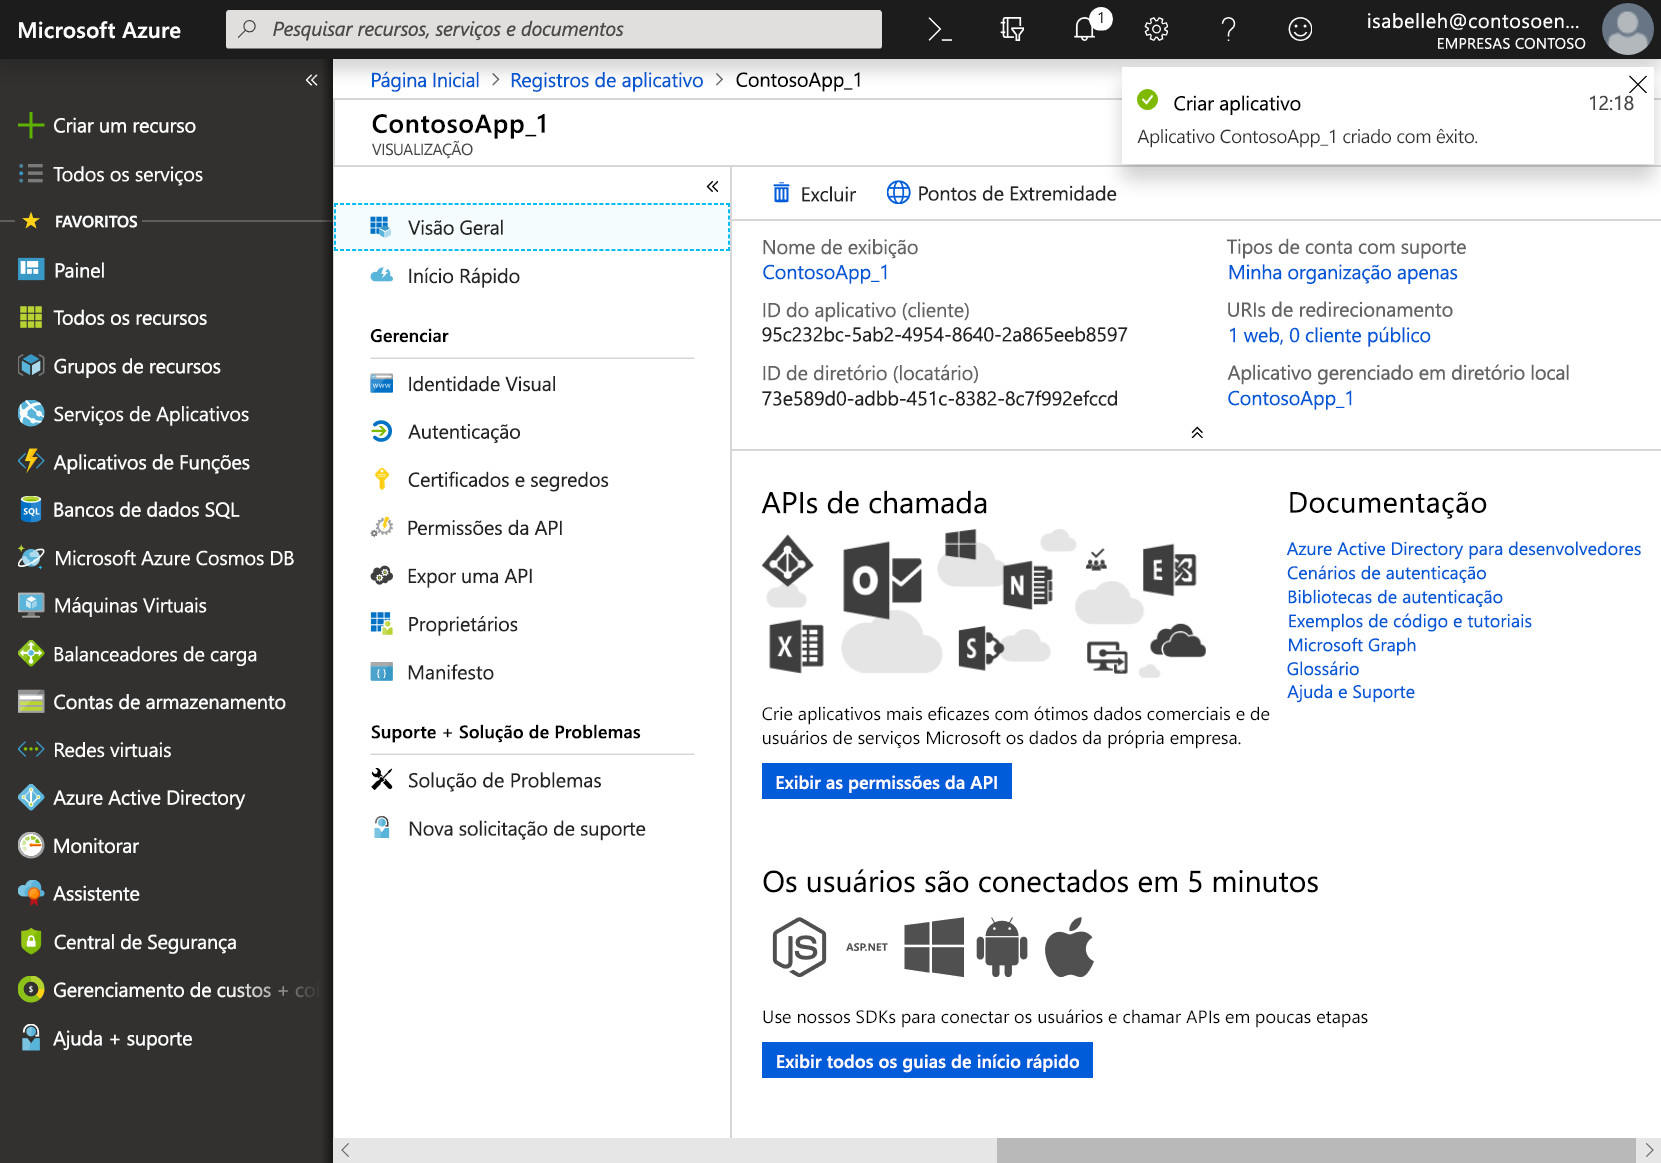 Microsoft Azure
Pesquisar recursos, serviços e documentos
1
isabelleh@contosoen...
EMPRESAS CONTOSO
Criar um recurso
Todos os serviços
FAVORITOS
Painel
Todos os recursos
Grupos de recursos
Serviços de Aplicativos
Aplicativos de Funções
SQL
Bancos de dados SQL
Microsoft Azure Cosmos DB
Máquinas Virtuais
Balanceadores de carga
Contas de armazenamento
Redes virtuais
Azure Active Directory
Monitorar
Assistente
Central de Segurança
Gerenciamento de custos + co
Ajuda + suporte
Página Inicial > Registros de aplicativo > ContosoApp_1
ContosoApp_1
VISUALIZAÇÃO
Criar aplicativo
12:18
Aplicativo ContosoApp_1 criado com êxito.
Visão Geral
Início Rápido
Gerenciar
www
Identidade Visual
Autenticação
Certificados e segredos
Permissões da API
Expor uma API
Proprietários
Manifesto
Suporte + Solução de Problemas
Solução de Problemas
Nova solicitação de suporte
Excluir
Pontos de Extremidade
Nome de exibição
ContosoApp_1
ID do aplicativo (cliente)
95c232bc-5ab2-4954-8640-2a865eeb8597
ID de diretório (locatário)
73e589d0-adbb-451c-8382-8c7f992efccd
Tipos de conta com suporte
Minha organização apenas
URIs de redirecionamento
1 web, 0 cliente público
Aplicativo gerenciado em diretório local
ContosoApp_1
APIs de chamada
Crie aplicativos mais eficazes com ótimos dados comerciais e de
usuários de serviços Microsoft os dados da própria empresa.
Exibir as permissões da API
Documentação
Azure Active Directory para desenvolvedores
Cenários de autenticação
Bibliotecas de autenticação
Exemplos de código e tutoriais
Microsoft Graph
Glossário
Ajuda e Suporte
Os usuários são conectados em 5 minutos
JS
ASP.NET
Use nossos SDKs para conectar os usuários e chamar APIs em poucas etapas
Exibir todos os guias de início rápido